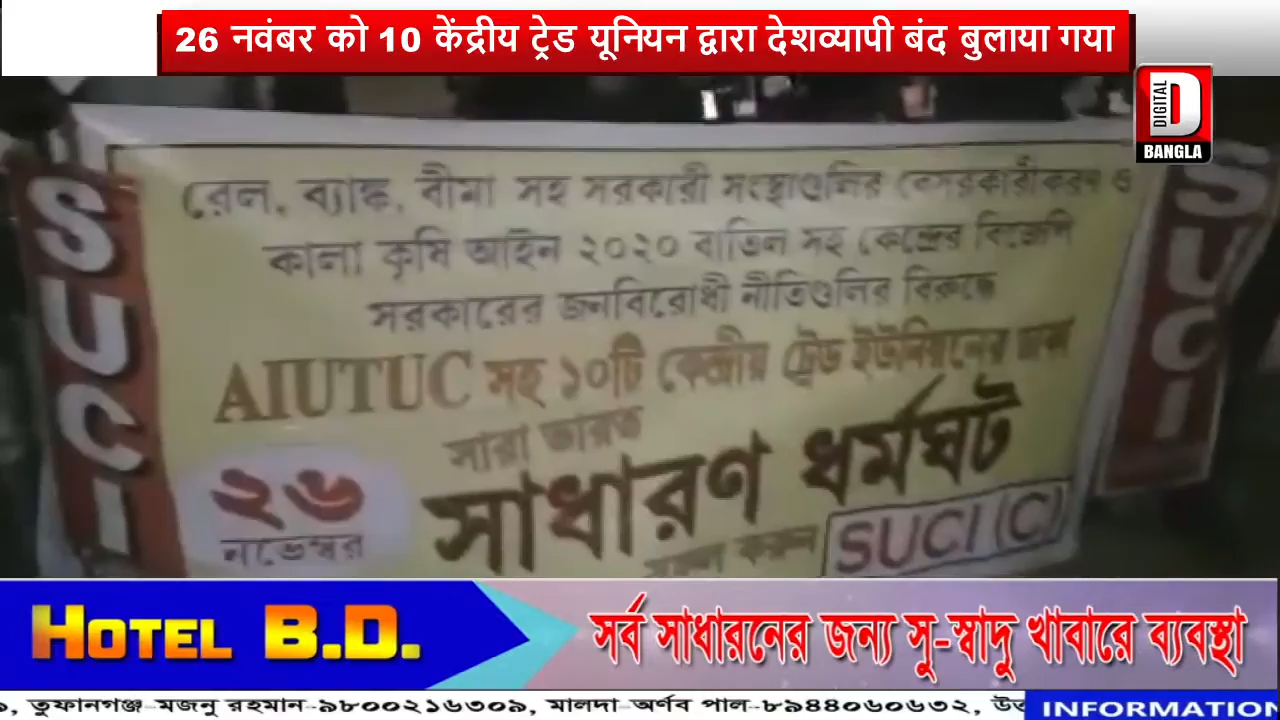 26 नवंबर को 10 केंद्रीय ट्रेड यूनियन द्वारा देशव्यापी बंद बुलाया गया
DIGITAL
D
BANGLA
SUCI
SUCI
রেল, ব্যাঙ্ক, বীমা সহ সরকারী সংস্থাগুলির বেসরকারীকরণ ও
কালা কৃষি আইন ২০২০ বাতিল সহ কেন্দ্রের বিজেপি
সরকারের জনবিরোধী নীতিগুলির বিরুদ্ধে
AIUTUC সহ ১০টি কেন্দ্রীয় ট্রেড ইউনিয়নের ডাকা
সারা ভারত
২৬
নভেম্বর
সাধারণ ধর্মঘট
সফল করুন
SUCI (C)
HOTEL B.D.
সর্ব সাধারনের জন্য সু-স্বাদু খাবারে ব্যবস্থা
৯, তুফানগঞ্জ-মজনু রহমান-৯8০০২১৬৩০৯, মালদা-অর্ণব পাল-৮৯৪৪০৬০৬৩২,
INFORMATION